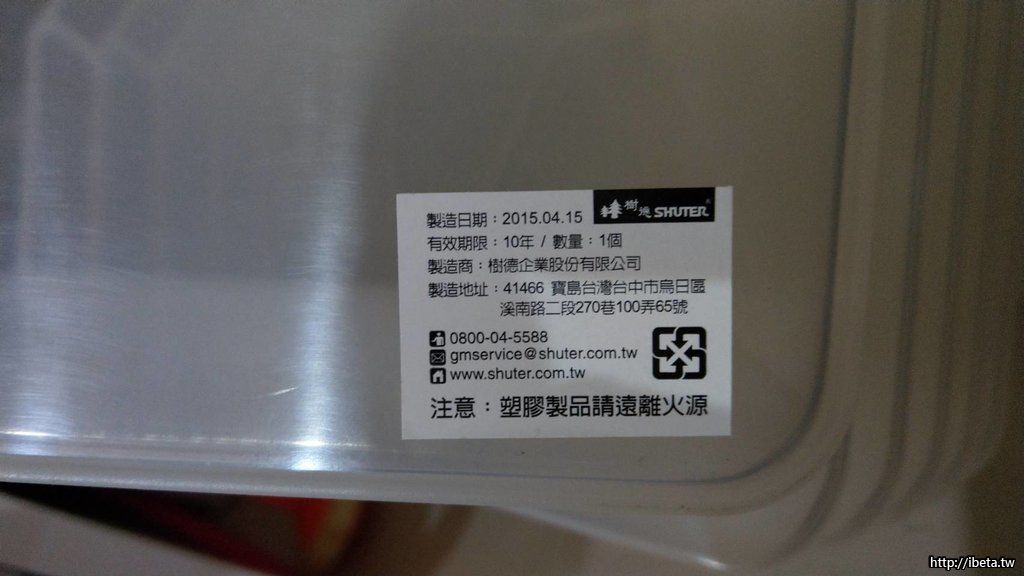 樹德 SHUTER
製造日期：2015.04.15
有效期限：10年 / 數量：1個
製造商：樹德企業股份有限公司
製造地址：41466 寶島台灣台中市烏日區
溪南路二段270巷100弄65號
0800-04-5588
gmservice@shuter.com.tw
www.shuter.com.tw
注意：塑膠製品請遠離火源
http://ibeta.tw